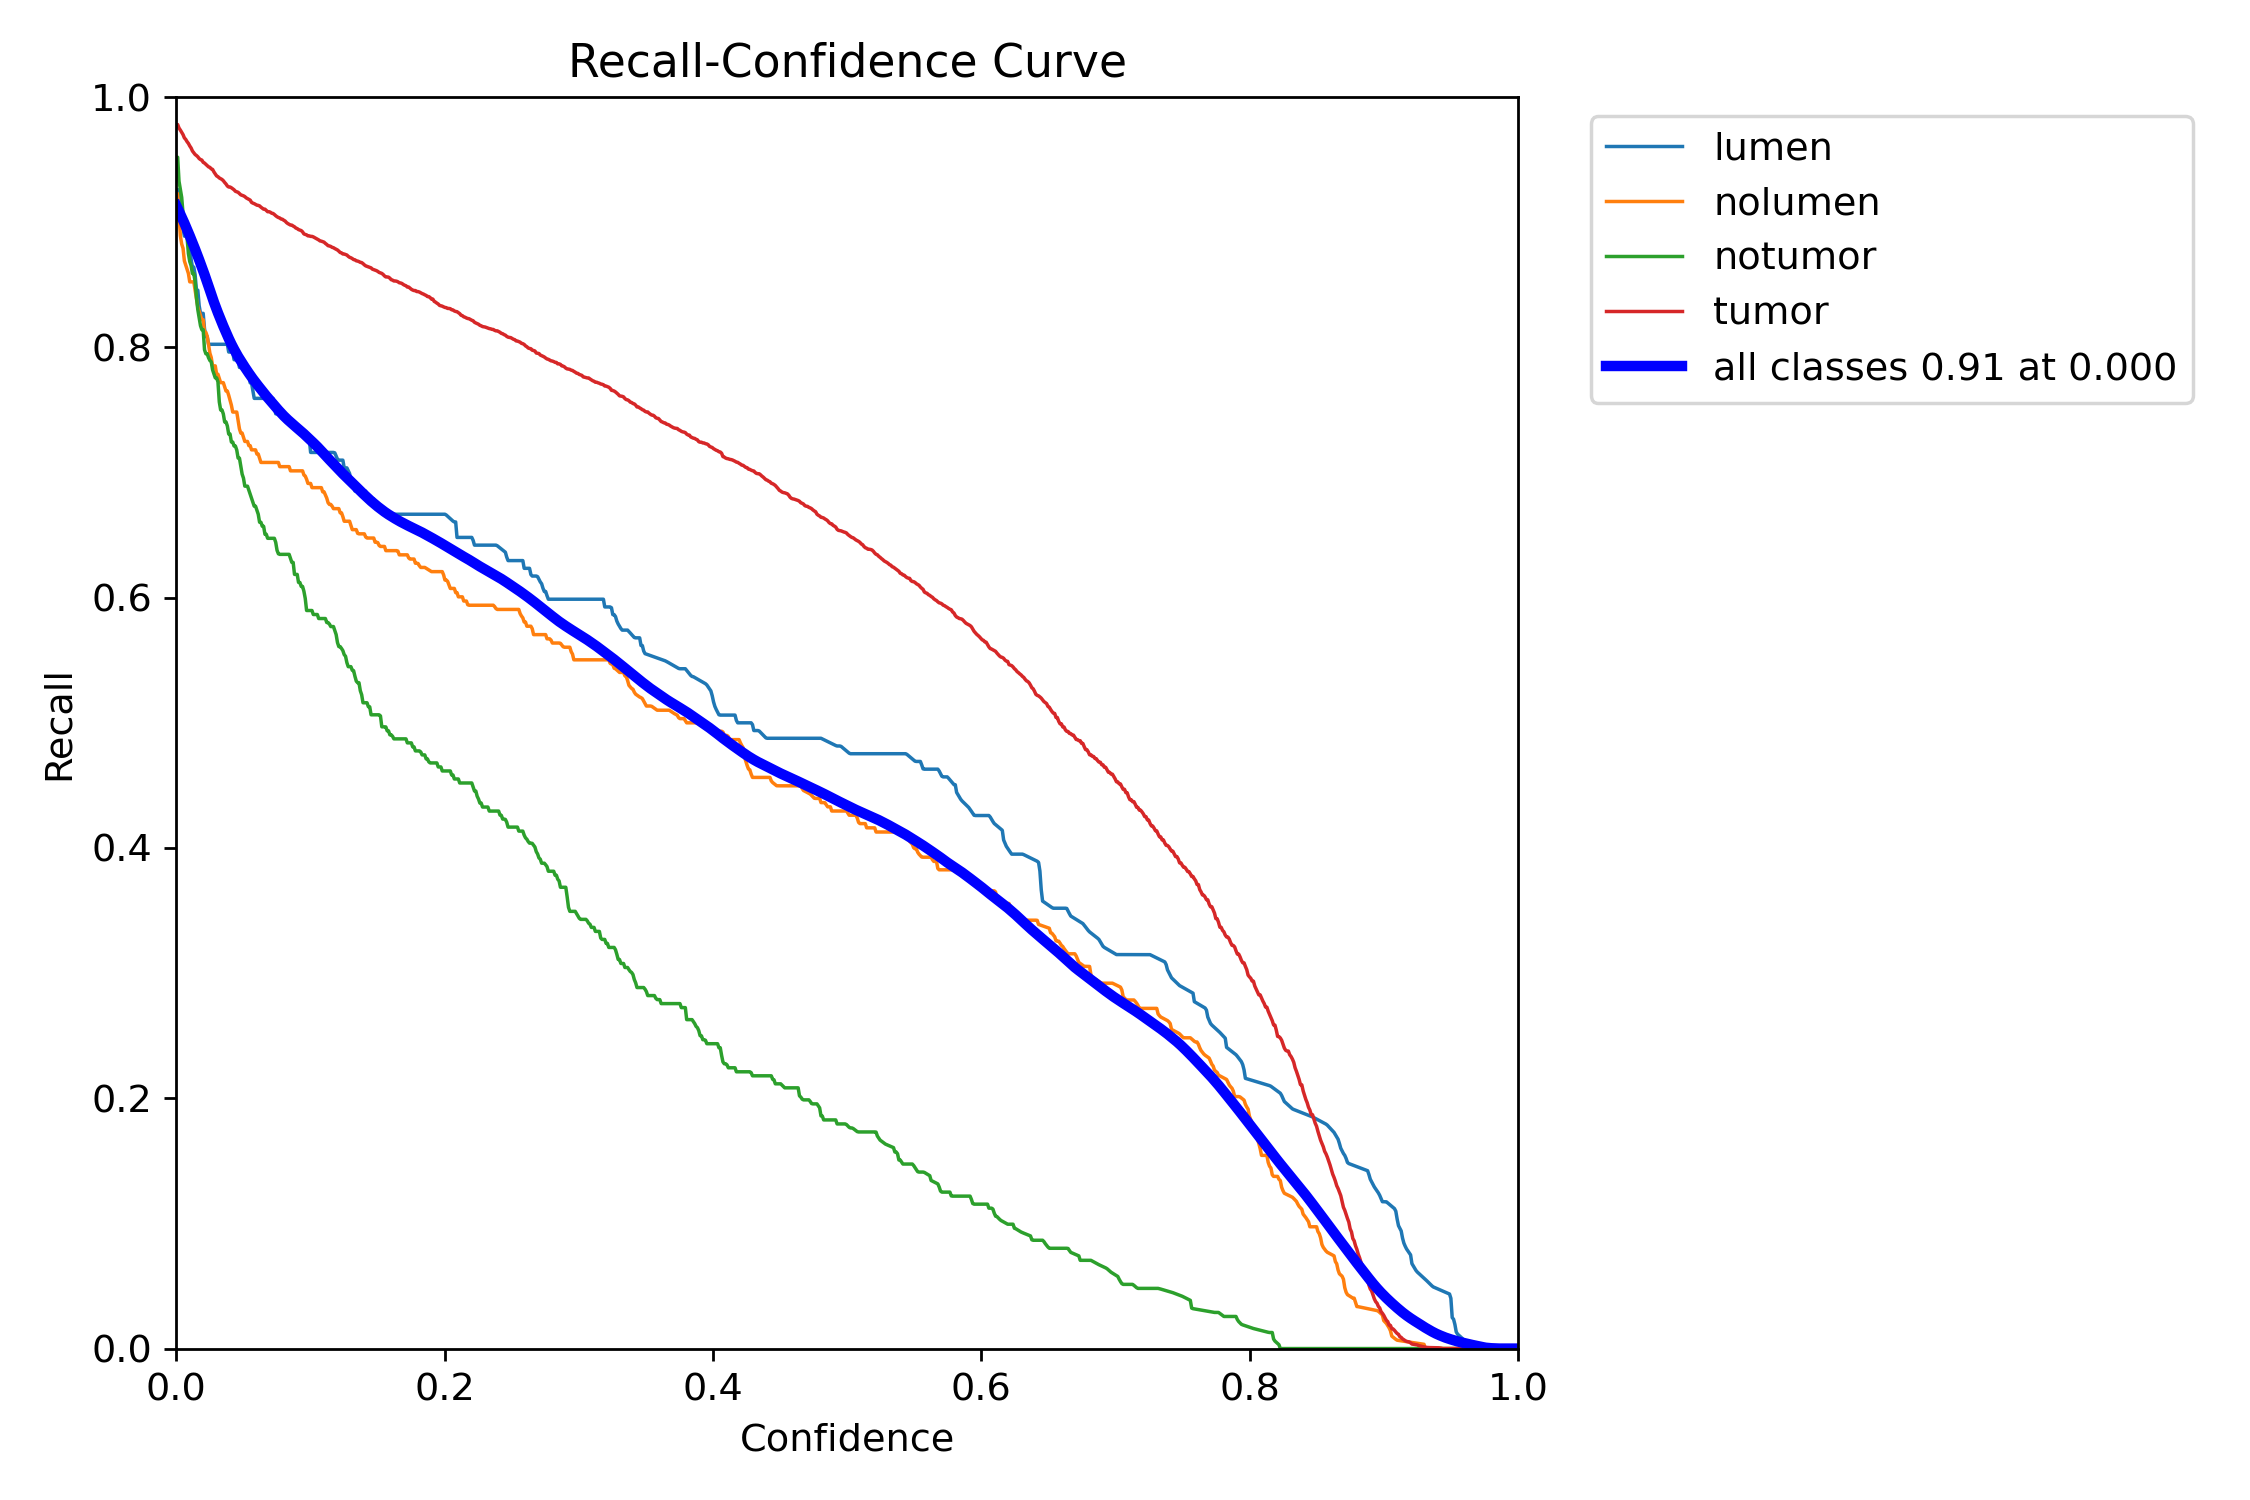 Recall-Confidence Curve
1.0
0.8
0.6
0.4
0.2
0.0
Recall
0.0 0.2 0.4 0.6 0.8 1.0
Confidence
lumen
nolumen
notumor
tumor
all classes 0.91 at 0.000